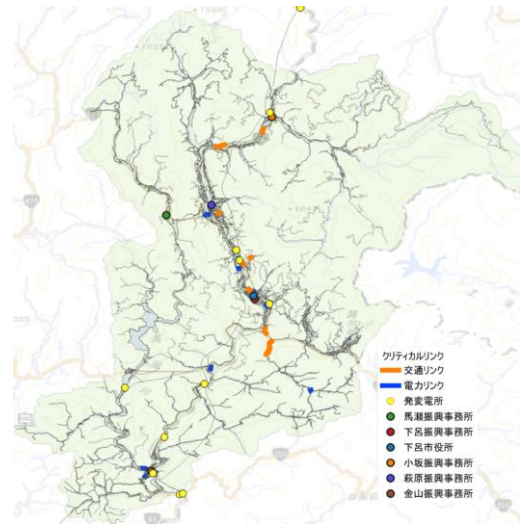 クリティカルリンク
交通リンク
電力リンク
発変電所
馬瀬振興事務所
下呂振興事務所
下呂市役所
小坂振興事務所
萩原振興事務所
金山振興事務所